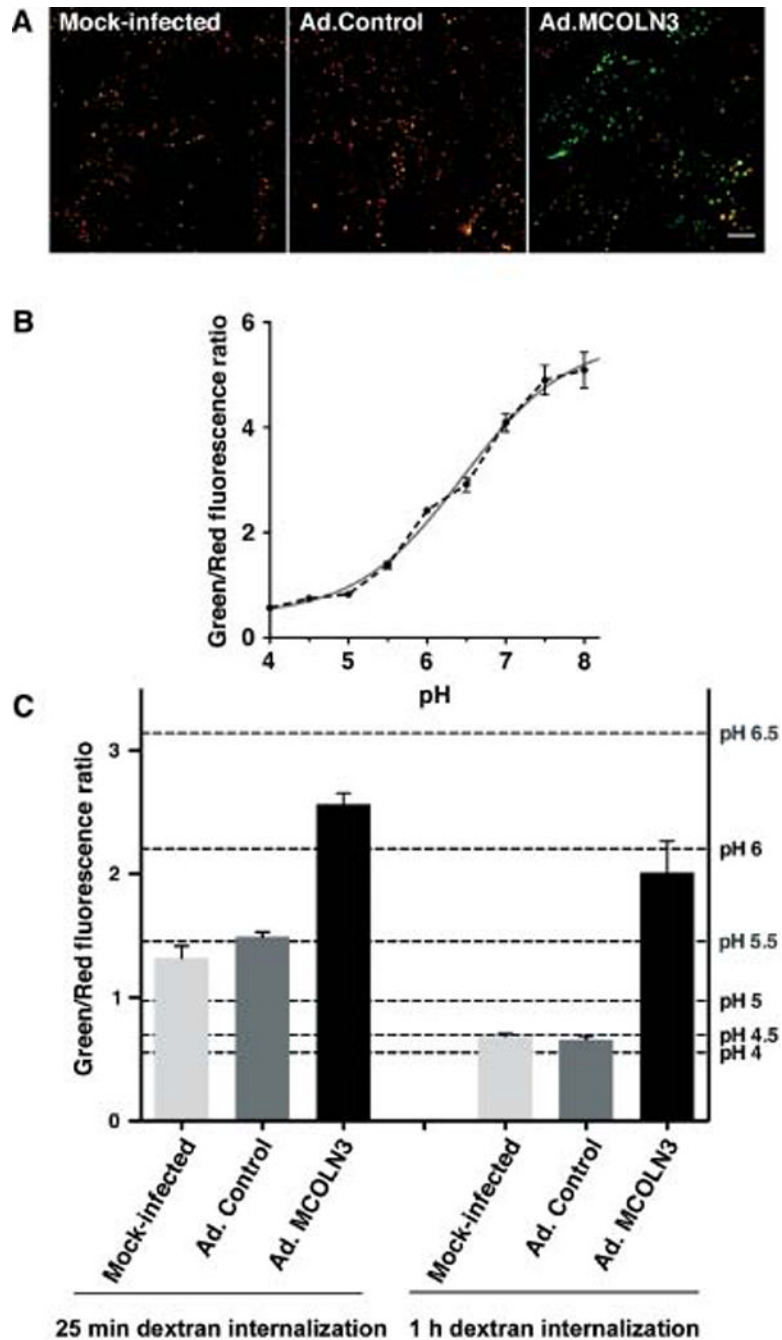 A
Mock-infected
Ad.Control
Ad.MCOLN3
B
Green/Red fluorescence ratio
6
4
2
0
4 5 6 7 8
pH
C
Green/Red fluorescence ratio
3
2
1
0
pH 6.5
pH 6
pH 5.5
pH 5
pH 4.5
pH 4
Mock-infected
Ad. Control
Ad. MCOLN3
Mock-infected
Ad. Control
Ad. MCOLN3
25 min dextran internalization
1 h dextran internalization